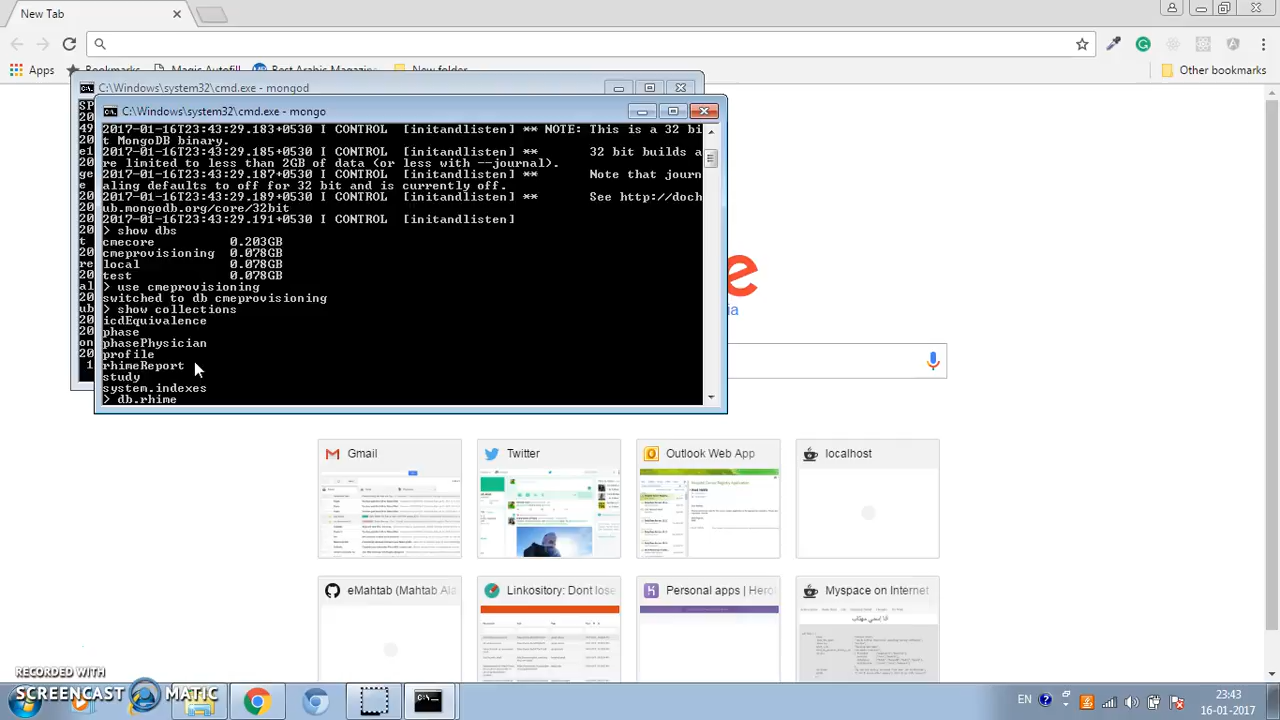 New Tab
Apps
Bookmarks
Magic Autofill
Best Arabic Magazin
New folder
Other bookmarks
C:\Windows\system32\cmd.exe - mongod
C:\Windows\system32\cmd.exe - mongo
2017-01-16T23:43:29.183+0530 I CONTROL  [initandlisten] ** NOTE: This is a 32 bi
t MongoDB binary.
2017-01-16T23:43:29.185+0530 I CONTROL  [initandlisten] **       32 bit builds a
re limited to less than 2GB of data (or less with --journal).
2017-01-16T23:43:29.187+0530 I CONTROL  [initandlisten] **       Note that journ
aling defaults to off for 32 bit and is currently off.
2017-01-16T23:43:29.189+0530 I CONTROL  [initandlisten] **       See http://doch
ub.mongodb.org/core/32bit
2017-01-16T23:43:29.191+0530 I CONTROL  [initandlisten]
> show dbs
cmecore          0.203GB
cmeprovisioning  0.078GB
local            0.078GB
test             0.078GB
> use cmeprovisioning
switched to db cmeprovisioning
> show collections
icdEquivalence
phase
phasePhysician
profile
rhimeReport
study
system.indexes
> db.rhime
Gmail
Twitter
Outlook Web App
localhost
eMahtab (Mahtab Ala
Linkository: Dont lose
Personal apps | Hero
Myspace on Internet
RECORDED WITH
SCREENCAST MATIC
EN
23:43
16-01-2017